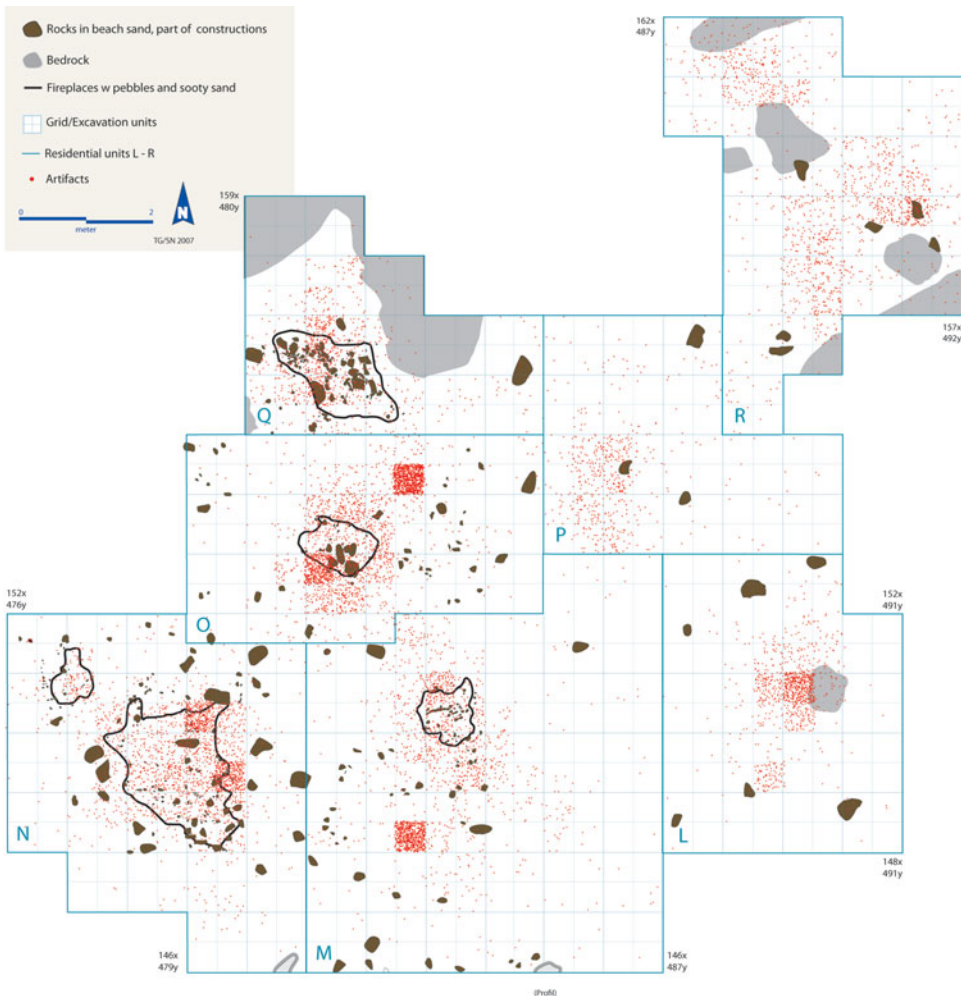 Rocks in beach sand, part of constructions
Bedrock
Fireplaces w pebbles and sooty sand
Grid/Excavation units
Residential units L - R
Artifacts
0 2
meter
N
TG/SN 2007
162x
487y
159x
480y
157x
492y
Q
R
P
O
152x
476y
152x
491y
N
L
M
148x
491y
146x
479y
146x
487y
(Profil)